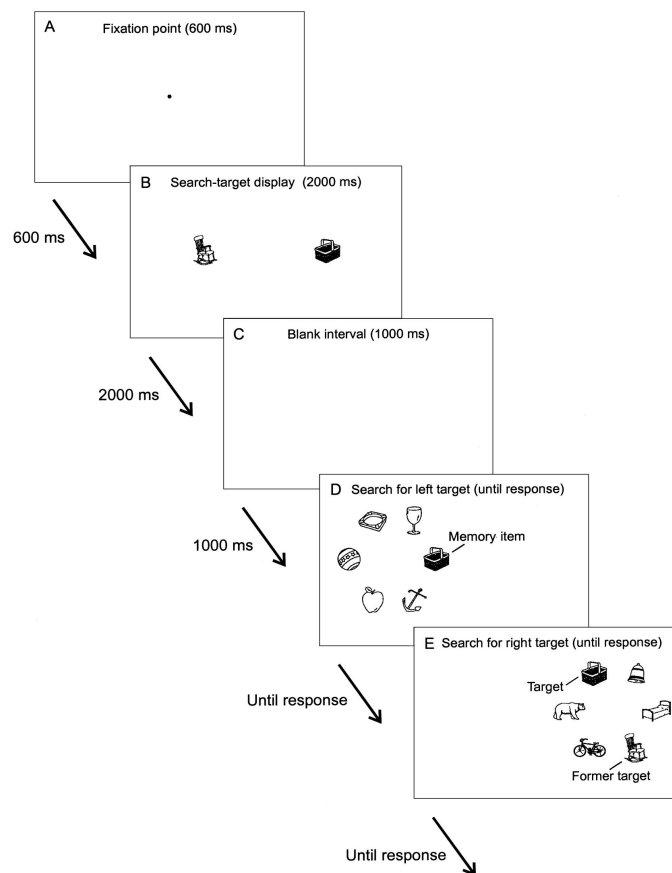 A Fixation point (600 ms)
B Search-target display (2000 ms)
600 ms
C Blank interval (1000 ms)
2000 ms
D Search for left target (until response)
Memory item
1000 ms
E Search for right target (until response)
Target
Until response
Former target
Until response